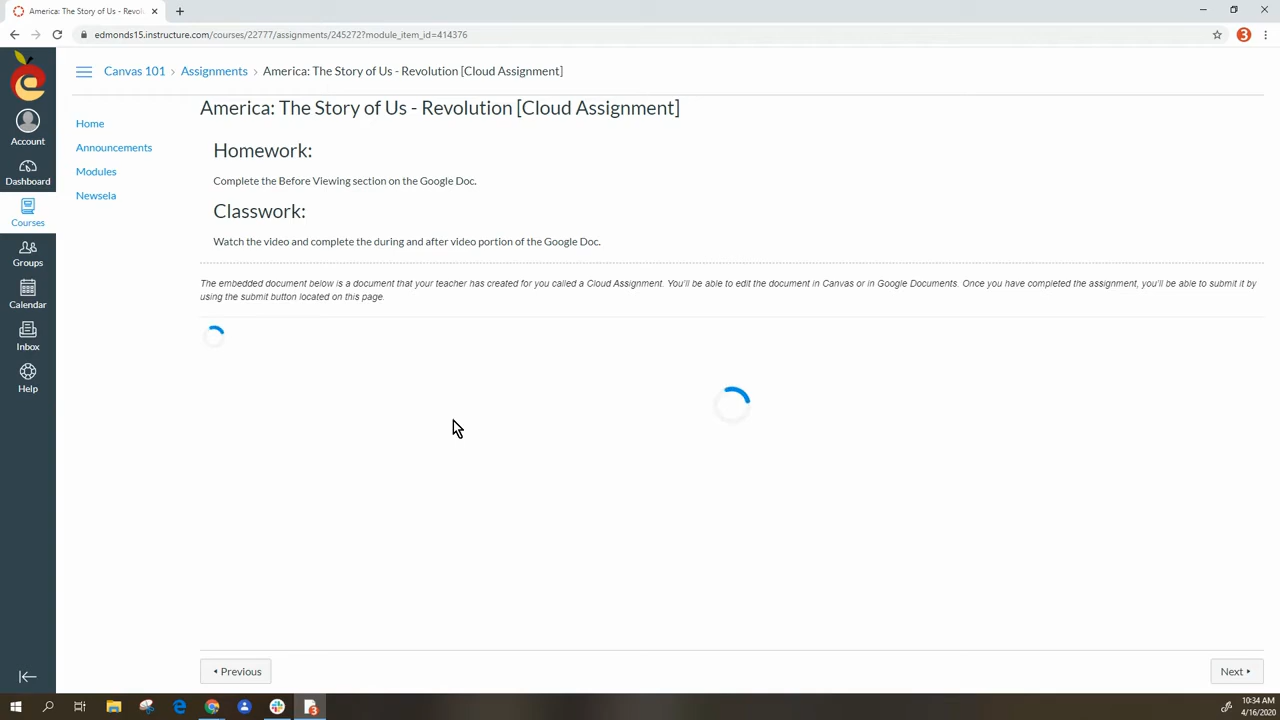 America: The Story of Us - Revol
edmonds15.instructure.com/courses/22777/assignments/245272?module_item_id=414376
3
Canvas 101 › Assignments › America: The Story of Us - Revolution [Cloud Assignment]
America: The Story of Us - Revolution [Cloud Assignment]
Account
Dashboard
Courses
Groups
Calendar
Inbox
Help
Home
Announcements
Modules
Newsela
Homework:
Complete the Before Viewing section on the Google Doc.
Classwork:
Watch the video and complete the during and after video portion of the Google Doc.
The embedded document below is a document that your teacher has created for you called a Cloud Assignment. You'll be able to edit the document in Canvas or in Google Documents. Once you have completed the assignment, you'll be able to submit it by
using the submit button located on this page.
Previous
Next
3
10:34 AM
4/16/2020